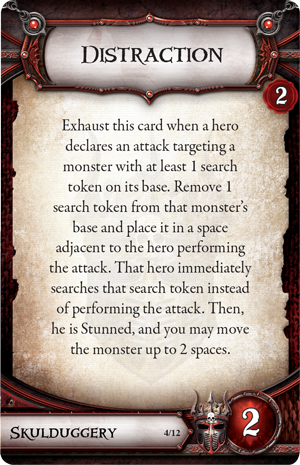 Distraction
2
Exhaust this card when a hero
declares an attack targeting a
monster with at least 1 search
token on its base. Remove 1
search token from that monster's
base and place it in a space
adjacent to the hero performing
the attack. That hero immediately
searches that search token instead
of performing the attack. Then,
he is Stunned, and you may move
the monster up to 2 spaces.
Skulduggery 4/12 2